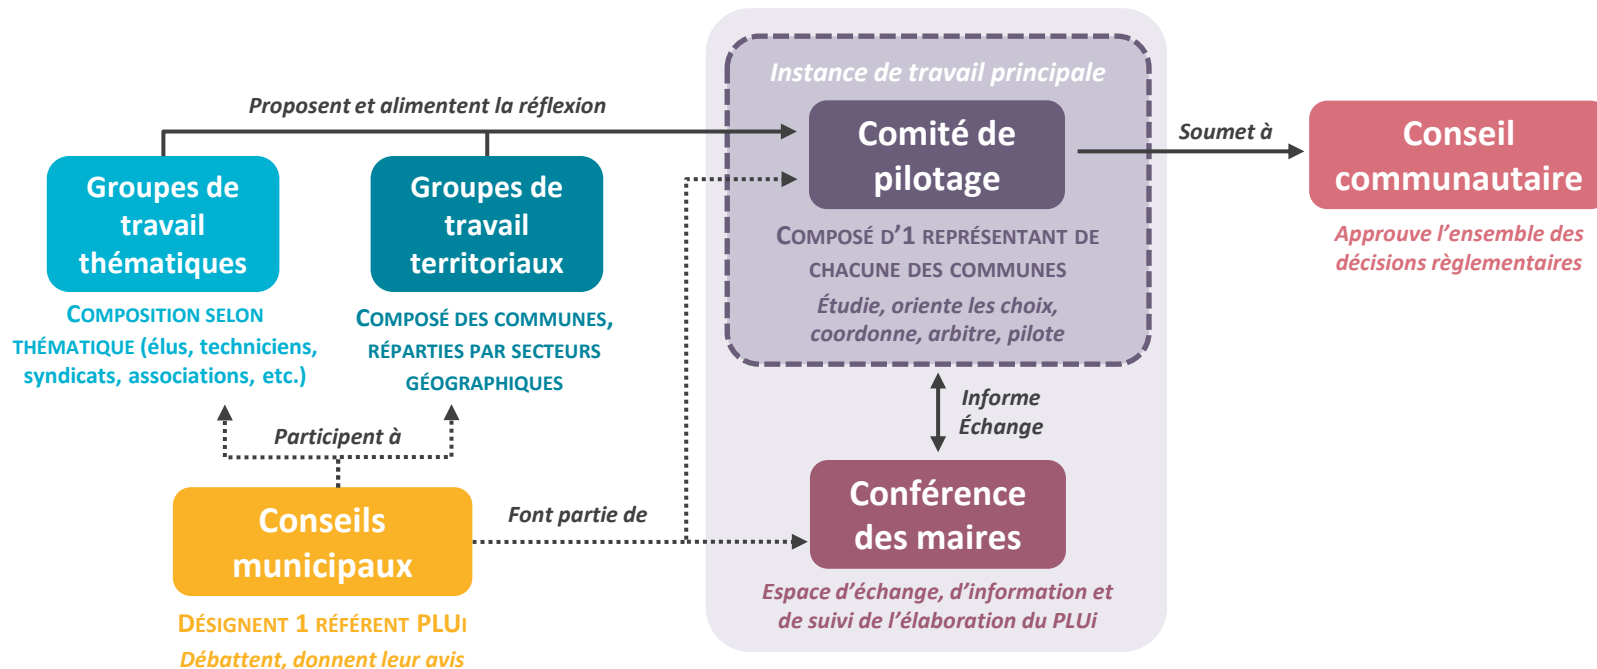 Instance de travail principale
Proposent et alimentent la réflexion
Comité de
pilotage
Soumet à
Conseil
communautaire
Groupes de
travail
thématiques
Groupes de
travail
territoriaux
COMPOSÉ D'1 REPRÉSENTANT DE
CHACUNE DES COMMUNES
Étudie, oriente les choix,
coordonne, arbitre, pilote
Approuve l'ensemble des
décisions règlementaires
COMPOSITION SELON
THÉMATIQUE (élus, techniciens,
syndicats, associations, etc.)
COMPOSÉ DES COMMUNES,
RÉPARTIES PAR SECTEURS
GÉOGRAPHIQUES
Informe
Échange
Participent à
Conseils
municipaux
Font partie de
Conférence
des maires
Espace d'échange, d'information et
de suivi de l'élaboration du PLUi
DÉSIGNENT 1 RÉFÉRENT PLUI
Débattent, donnent leur avis